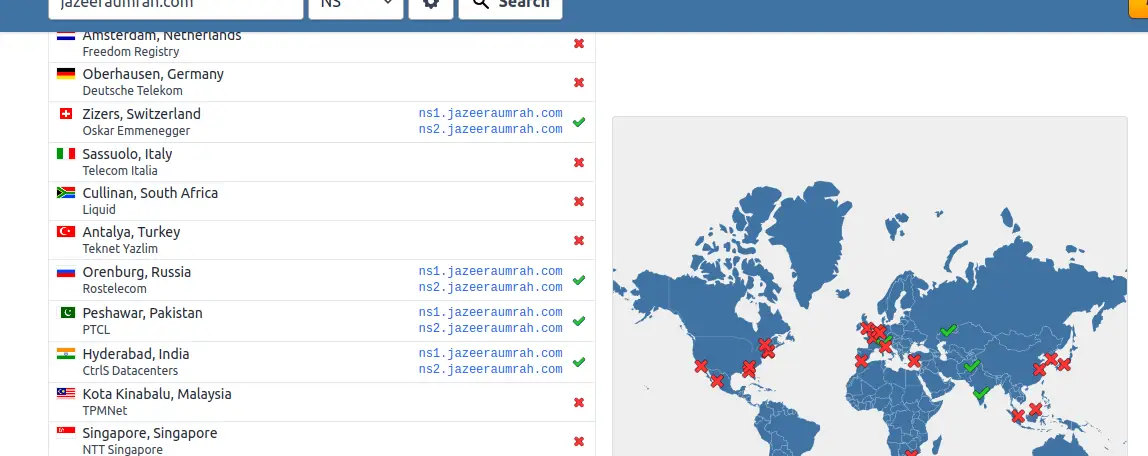 jazeeraumrah.com
NS
Search
Amsterdam, Netherlands
Freedom Registry
Oberhausen, Germany
Deutsche Telekom
Zizers, Switzerland
Oskar Emmenegger
ns1.jazeeraumrah.com
ns2.jazeeraumrah.com
Sassuolo, Italy
Telecom Italia
Cullinan, South Africa
Liquid
Antalya, Turkey
Teknet Yazlim
Orenburg, Russia
Rostelecom
ns1.jazeeraumrah.com
ns2.jazeeraumrah.com
Peshawar, Pakistan
PTCL
ns1.jazeeraumrah.com
ns2.jazeeraumrah.com
Hyderabad, India
CtrlS Datacenters
ns1.jazeeraumrah.com
ns2.jazeeraumrah.com
Kota Kinabalu, Malaysia
TPMNet
Singapore, Singapore
NTT Singapore